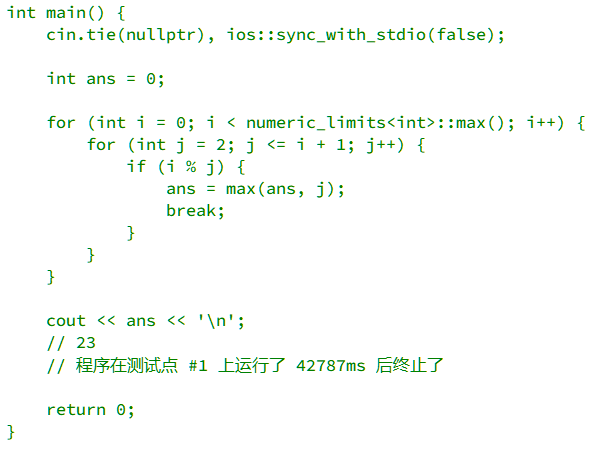 int main() {
    cin.tie(nullptr), ios::sync_with_stdio(false);

    int ans = 0;

    for (int i = 0; i < numeric_limits<int>::max(); i++) {
        for (int j = 2; j <= i + 1; j++) {
            if (i % j) {
                ans = max(ans, j);
                break;
            }
        }
    }

    cout << ans << '\n';
    // 23
    // 程序在测试点 #1 上运行了 42787ms 后终止了

    return 0;
}